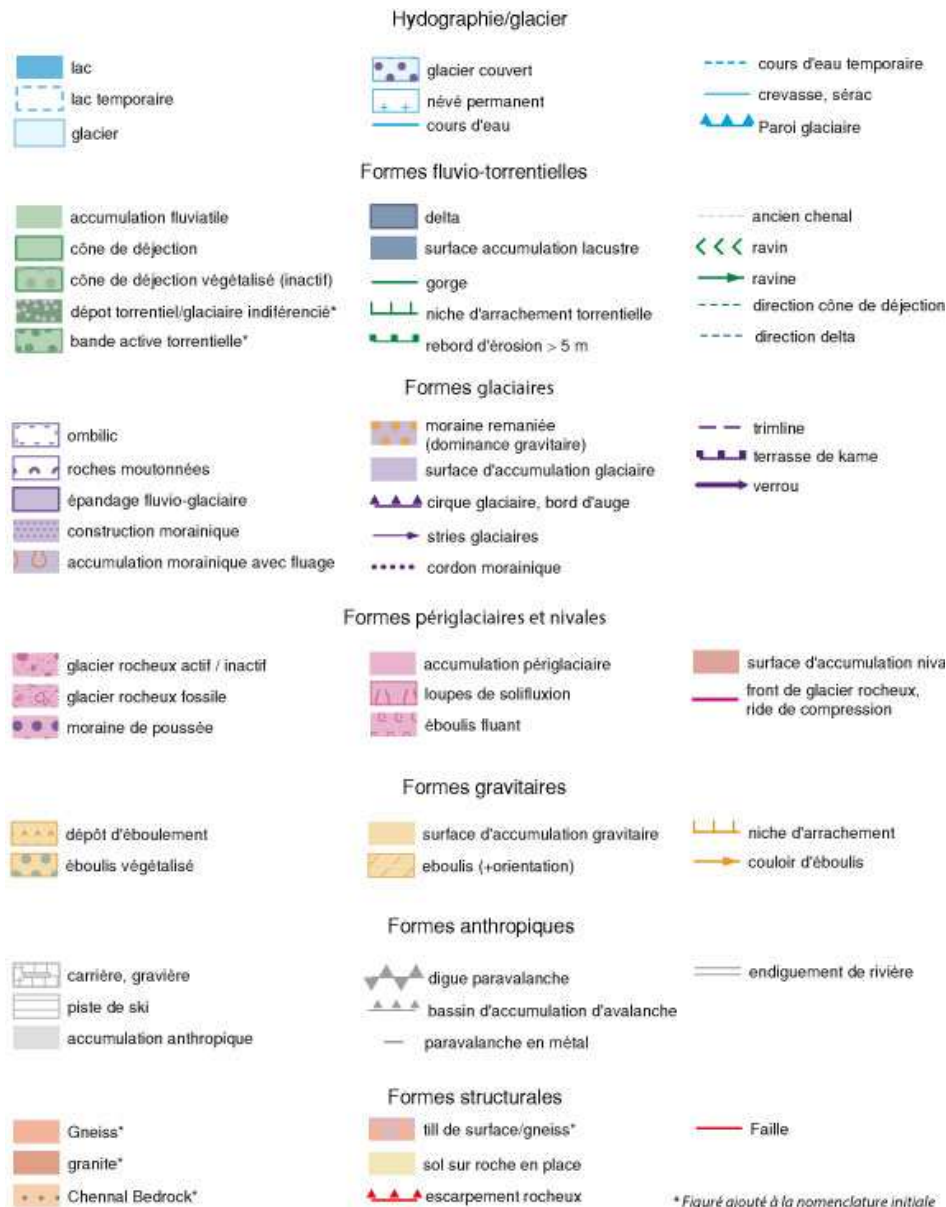 Hydographie/glacier
lac
lac temporaire
glacier
glacier couvert
névé permanent
cours d'eau
cours d'eau temporaire
crevasse, sérac
Paroi glaciaire
Formes fluvio-torrentielles
accumulation fluviatile
cône de déjection
cône de déjection végétalisé (inactif)
dépot torrentiel/glaciaire indiférencié*
bande active torrentielle*
delta
surface accumulation lacustre
gorge
niche d'arrachement torrentielle
rebord d'érosion > 5 m
ancien chenal
ravin
ravine
direction cône de déjection
direction delta
Formes glaciaires
ombilic
roches moutonnées
épandage fluvio-glaciaire
construction morainique
accumulation morainique avec fluage
moraine remaniée
(dominance gravitaire)
surface d'accumulation glaciaire
cirque glaciaire, bord d'auge
stries glaciaires
cordon morainique
trimline
terrasse de kame
verrou
Formes périglaciaires et nivales
glacier rocheux actif / inactif
glacier rocheux fossile
moraine de poussée
accumulation périglaciaire
loupes de solifluxion
éboulis fluant
surface d'accumulation niva
front de glacier rocheux,
ride de compression
Formes gravitaires
dépôt d'éboulement
éboulis végétalisé
surface d'accumulation gravitaire
eboulis (+orientation)
niche d'arrachement
couloir d'éboulis
Formes anthropiques
carrière, gravière
piste de ski
accumulation anthropique
digue paravalanche
bassin d'accumulation d'avalanche
paravalanche en métal
endiguement de rivière
Formes structurales
Gneiss*
granite*
Chennal Bedrock*
till de surface/gneiss*
sol sur roche en place
escarpement rocheux
Faille
* Figuré ajouté à la nomenclature initiale